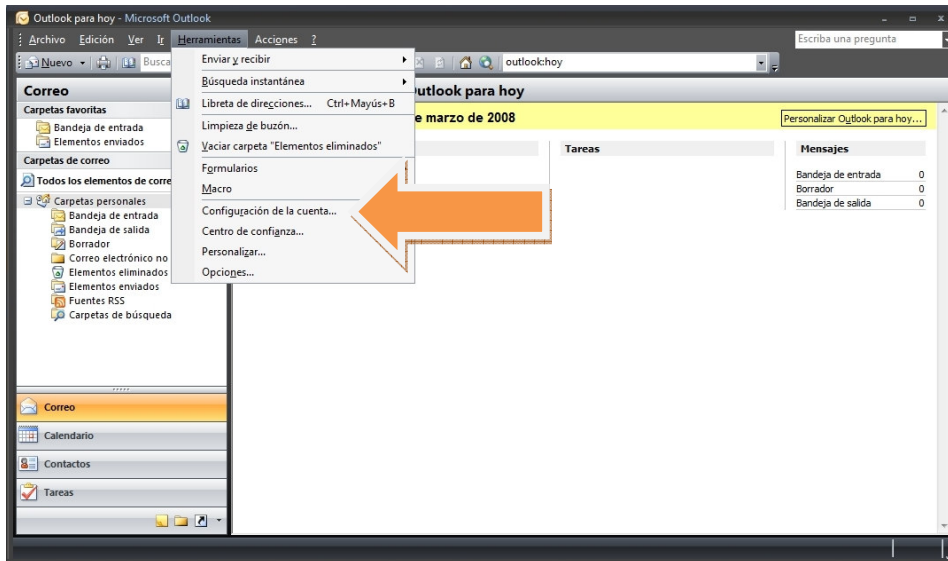 Outlook para hoy - Microsoft Outlook
Archivo Edición Ver Ir Herramientas Acciones ?
Escriba una pregunta
Nuevo Busca outlook:hoy
Enviar y recibir
Búsqueda instantánea
Libreta de direcciones... Ctrl+Mayús+B
Limpieza de buzón...
Vaciar carpeta "Elementos eliminados"
Formularios
Macro
Configuración de la cuenta...
Centro de confianza...
Personalizar...
Opciones...
Correo
Carpetas favoritas
Bandeja de entrada
Elementos enviados
Carpetas de correo
Todos los elementos de corre
Carpetas personales
Bandeja de entrada
Bandeja de salida
Borrador
Correo electrónico no
Elementos eliminados
Elementos enviados
Fuentes RSS
Carpetas de búsqueda
Correo
Calendario
Contactos
Tareas
utlook para hoy
e marzo de 2008
Personalizar Outlook para hoy...
Tareas
Mensajes
Bandeja de entrada 0
Borrador 0
Bandeja de salida 0